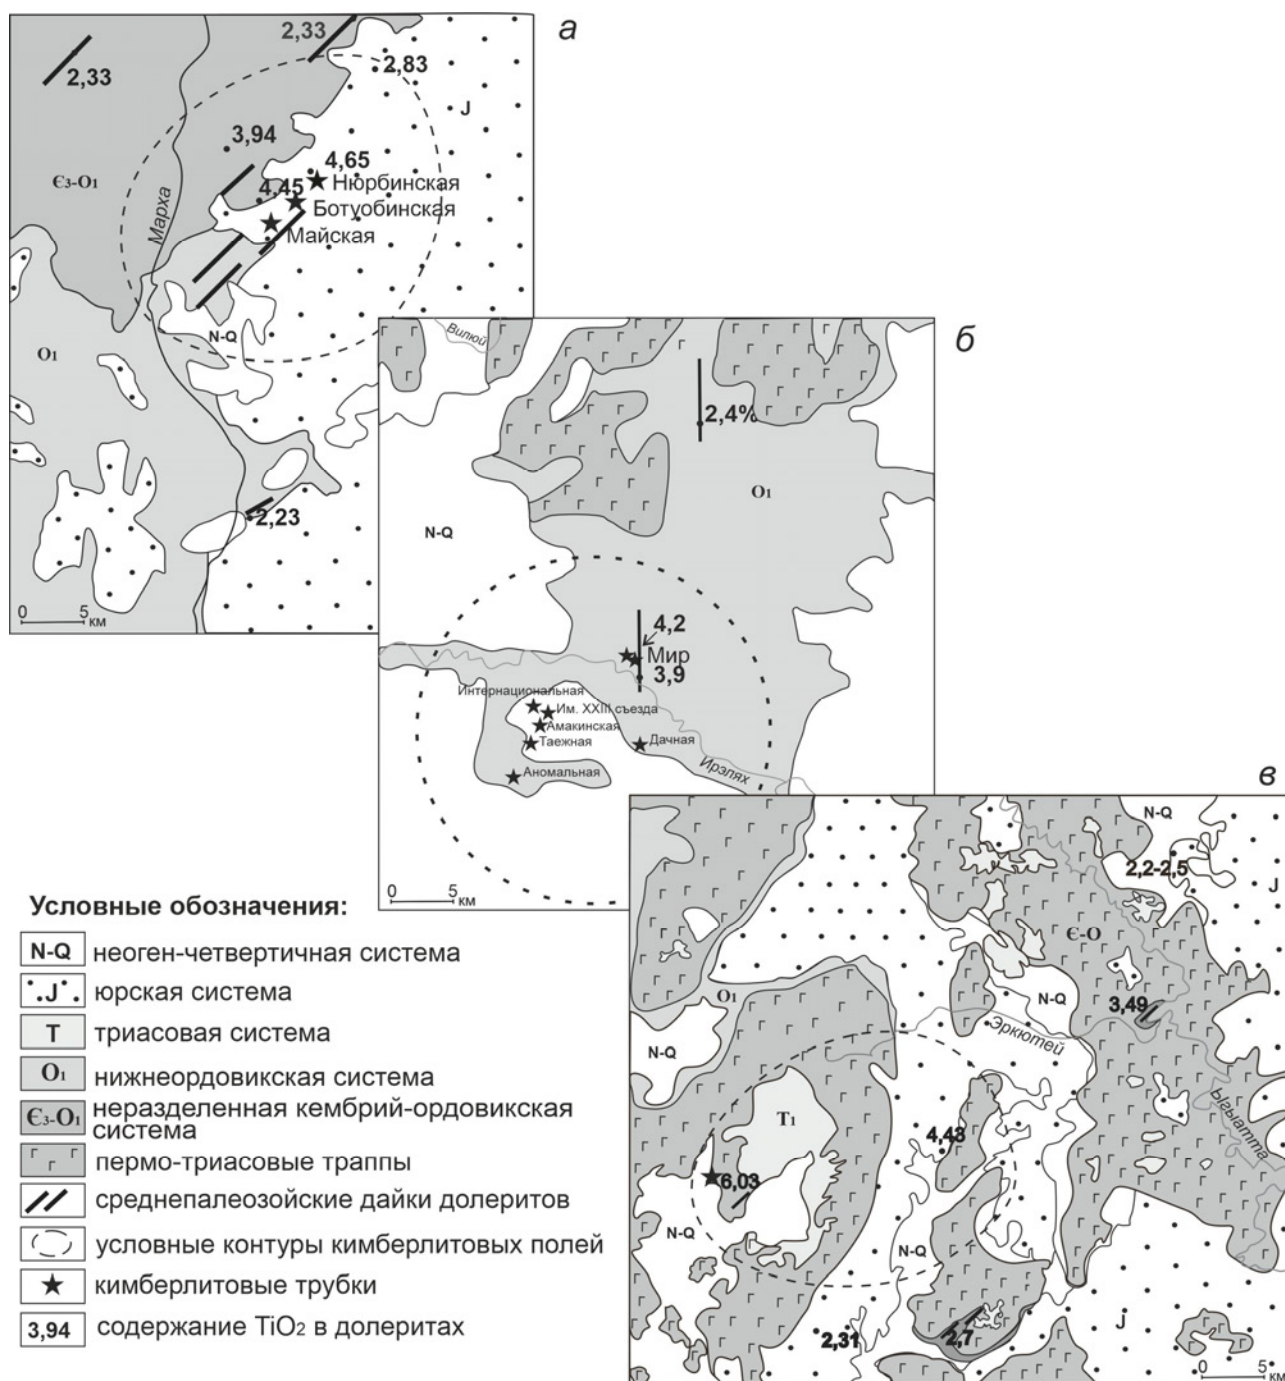 а
2,33
2,33
2,83
J
3,94
4,65
Є3-O1
Нюрбинская
4,45
Ботуобинская
Марха
Майская
N-Q
O1
2,23
0 5
км
б
Вилюй
2,4%
O1
N-Q
4,2
Мир
3,9
Интернациональная
Им. XXIII съезда
Амакинская
Таежная
Дачная
Аномальная
Ирэлях
0 5
км
в
N-Q
2,2-2,5
J
Є-O
O1
N-Q
3,49
Эркютей
N-Q
Ыгыатта
T1
4,43
6,03
N-Q
N-Q
2,31
2,7
J
0 5
км
Условные обозначения:
N-Q неоген-четвертичная система
J юрская система
T триасовая система
O1 нижнеордовикская система
Є3-O1 неразделенная кембрий-ордовикская
система
пермо-триасовые траппы
среднепалеозойские дайки долеритов
условные контуры кимберлитовых полей
кимберлитовые трубки
3,94 содержание TiO2 в долеритах